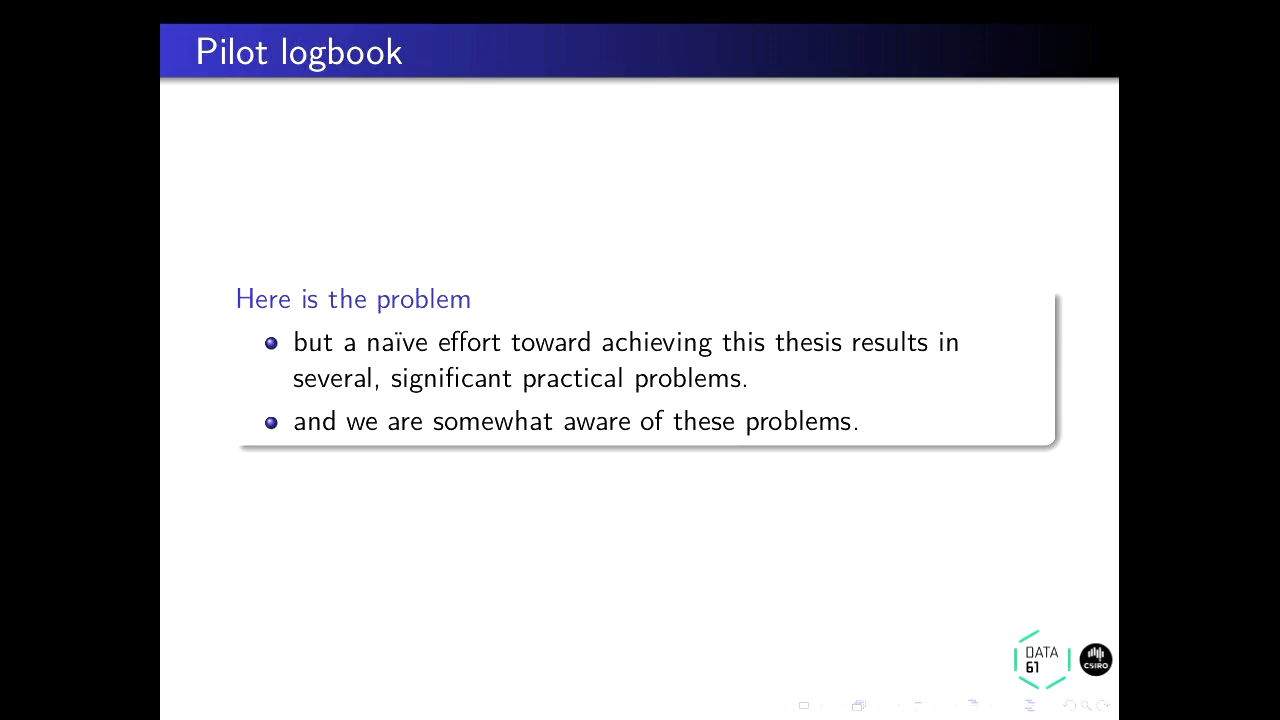 Pilot logbook
Here is the problem
but a naïve effort toward achieving this thesis results in
several, significant practical problems.
and we are somewhat aware of these problems.
DATA
61
CSIRO